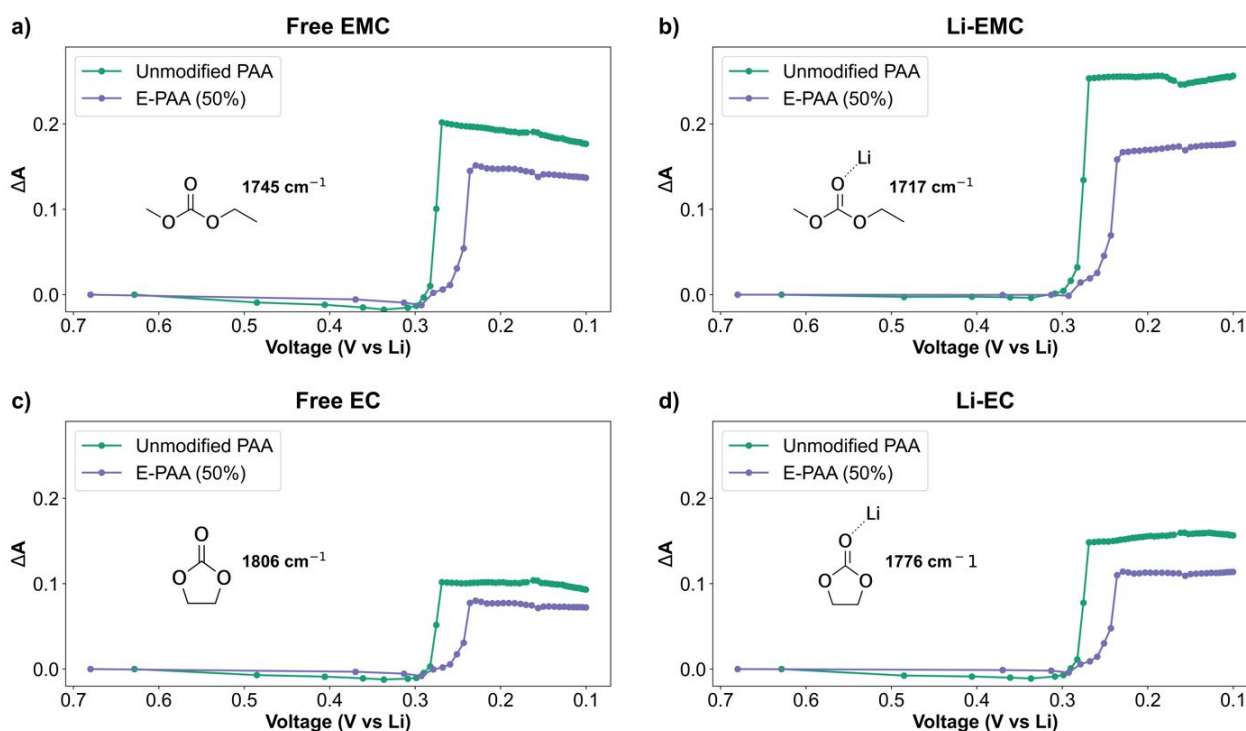 a) Free EMC
Unmodified PAA
E-PAA (50%)
ΔA
0.2
0.1
0.0
O
O
O
1745 cm⁻¹
0.7 0.6 0.5 0.4 0.3 0.2 0.1
Voltage (V vs Li)
b) Li-EMC
Unmodified PAA
E-PAA (50%)
ΔA
0.2
0.1
0.0
Li
O
O
O
1717 cm⁻¹
0.7 0.6 0.5 0.4 0.3 0.2 0.1
Voltage (V vs Li)
c) Free EC
Unmodified PAA
E-PAA (50%)
ΔA
0.2
0.1
0.0
O
O
O
1806 cm⁻¹
0.7 0.6 0.5 0.4 0.3 0.2 0.1
Voltage (V vs Li)
d) Li-EC
Unmodified PAA
E-PAA (50%)
ΔA
0.2
0.1
0.0
Li
O
O
O
1776 cm⁻ 1
0.7 0.6 0.5 0.4 0.3 0.2 0.1
Voltage (V vs Li)